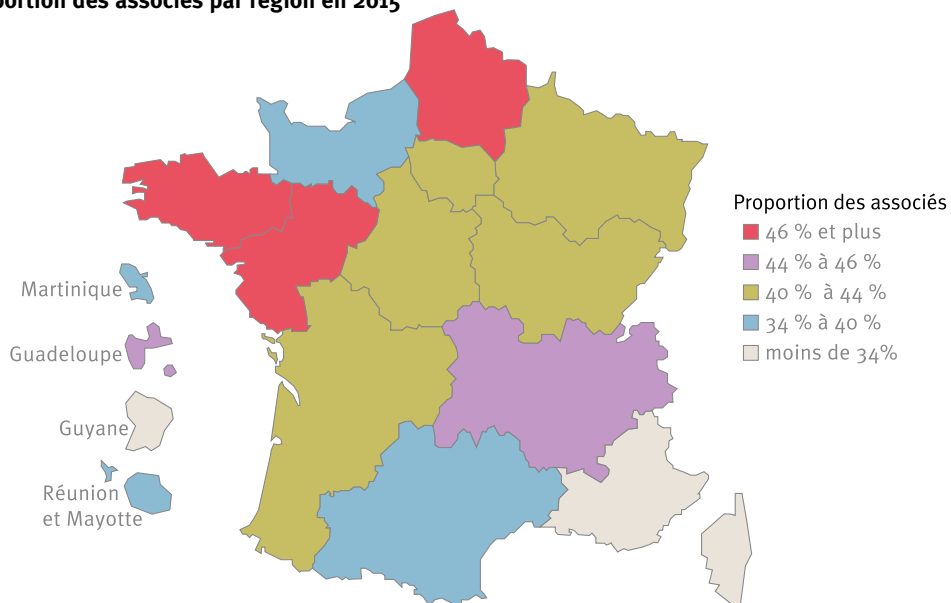 des associés par région en 2015
Proportion des associés
46 % et plus
44 % à 46 %
40 % à 44 %
34 % à 40 %
moins de 34%
Martinique
Guadeloupe
Guyane
Réunion
et Mayotte